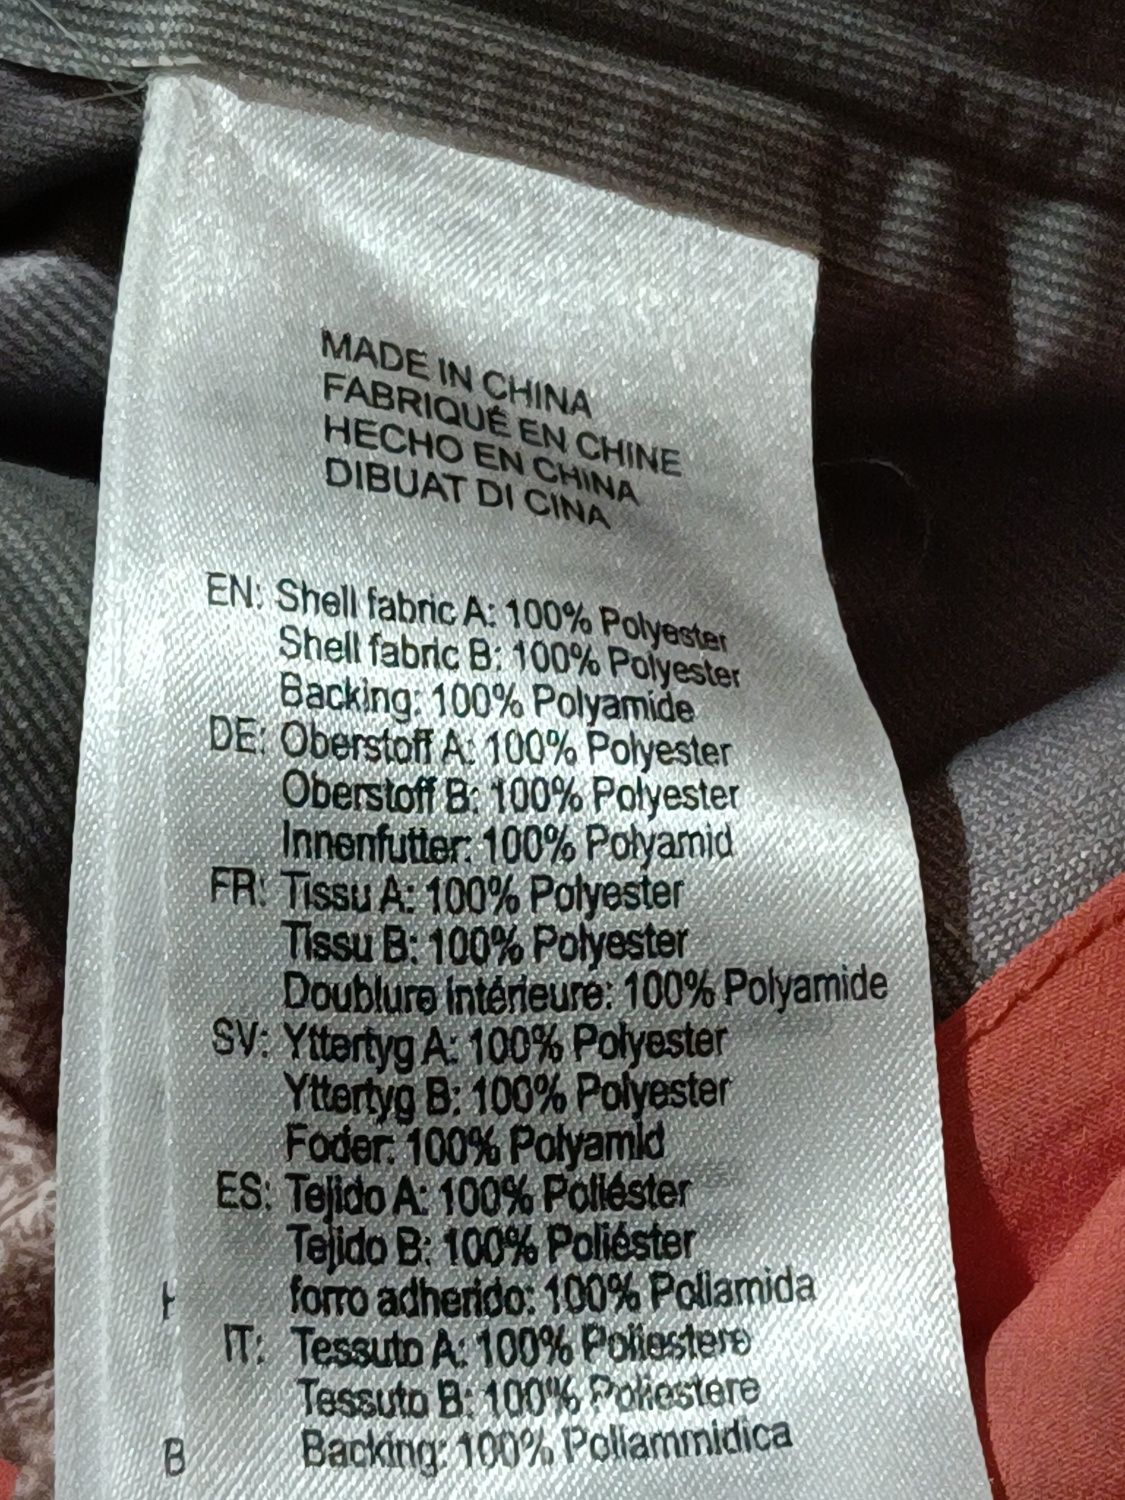 MADE IN CHINA
FABRIQUÉ EN CHINE
HECHO EN CHINA
DIBUAT DI CINA
EN: Shell fabric A: 100% Polyester
Shell fabric B: 100% Polyester
Backing: 100% Polyamide
DE: Oberstoff A: 100% Polyester
Oberstoff B: 100% Polyester
Innenfutter: 100% Polyamid
FR: Tissu A: 100% Polyester
Tissu B: 100% Polyester
Doublure intérieure: 100% Polyamide
SV: Yttertyg A: 100% Polyester
Yttertyg B: 100% Polyester
Foder: 100% Polyamid
ES: Tejido A: 100% Poliéster
Tejido B: 100% Poliéster
forro adherido: 100% Poliamida
IT: Tessuto A: 100% Poliestere
Tessuto B: 100% Poliestere
B Backing: 100% Poliammidica